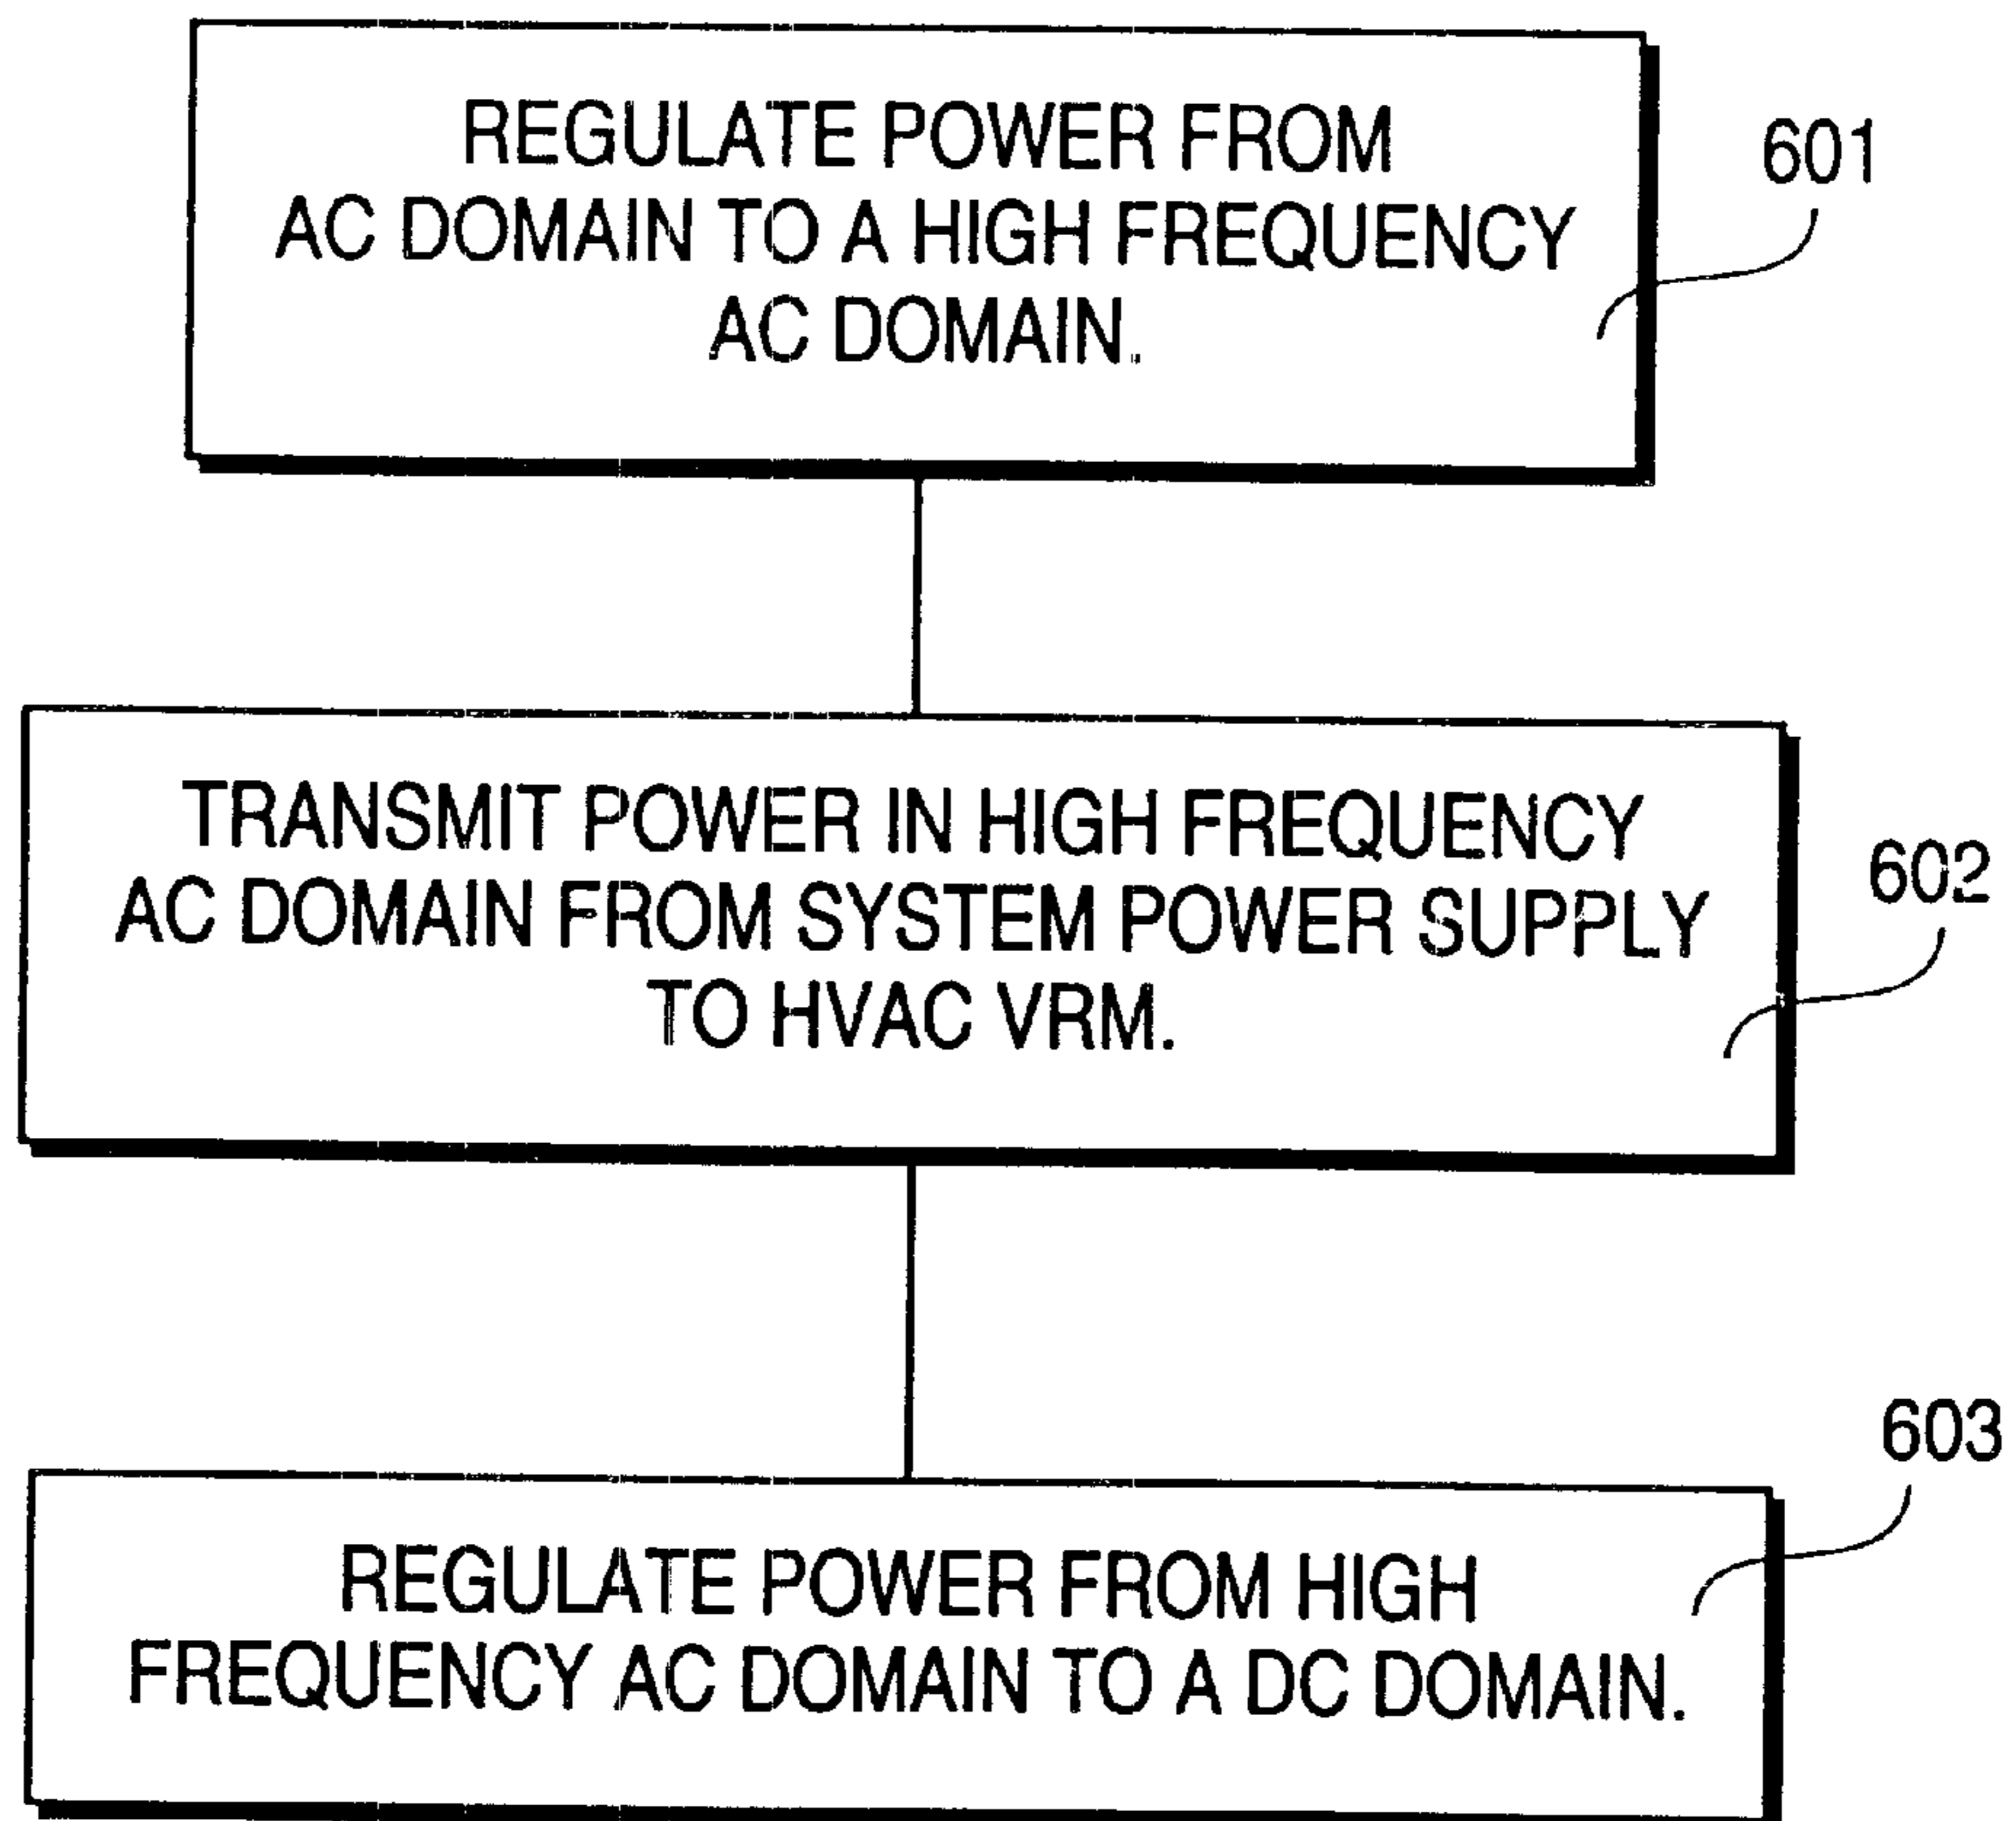 REGULATE POWER FROM
AC DOMAIN TO A HIGH FREQUENCY
AC DOMAIN.
601
TRANSMIT POWER IN HIGH FREQUENCY
AC DOMAIN FROM SYSTEM POWER SUPPLY
TO HVAC VRM.
602
603
REGULATE POWER FROM HIGH
FREQUENCY AC DOMAIN TO A DC DOMAIN.